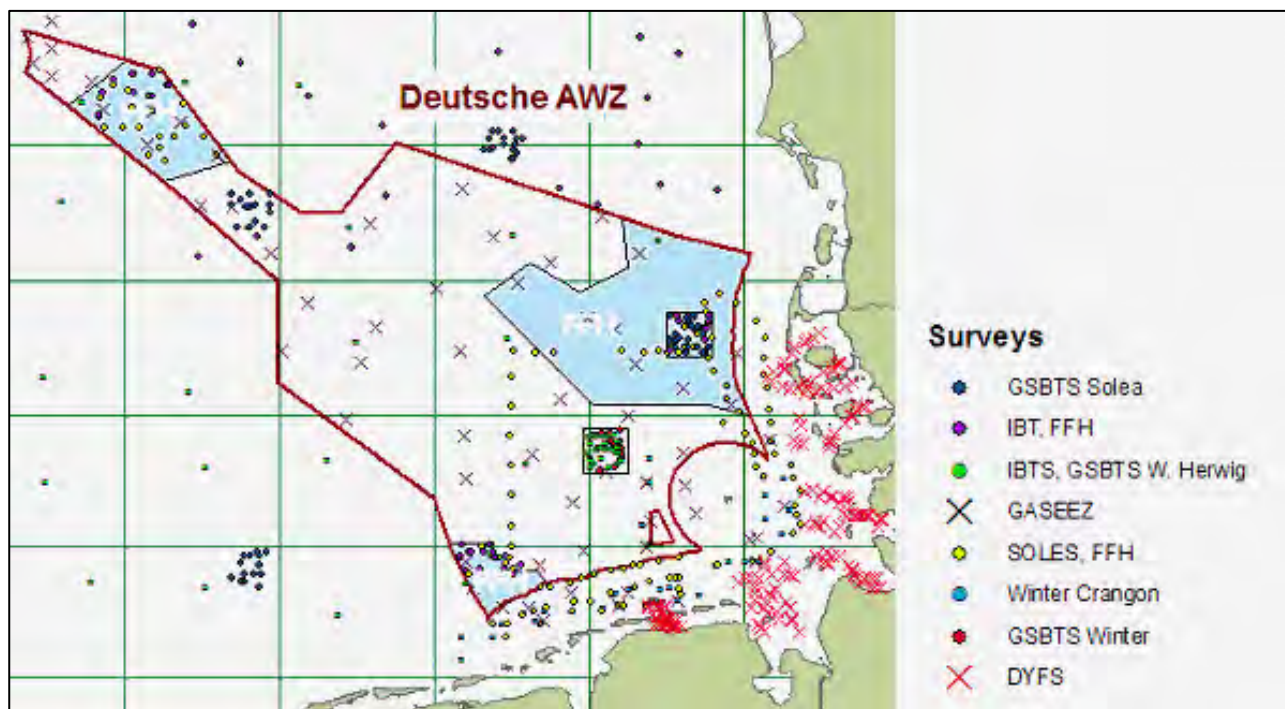 Deutsche AWZ
Surveys
GSBTS Solea
IBT, FFH
IBTS, GSBTS W. Herwig
GASEEZ
SOLES, FFH
Winter Crangon
GSBTS Winter
DYFS